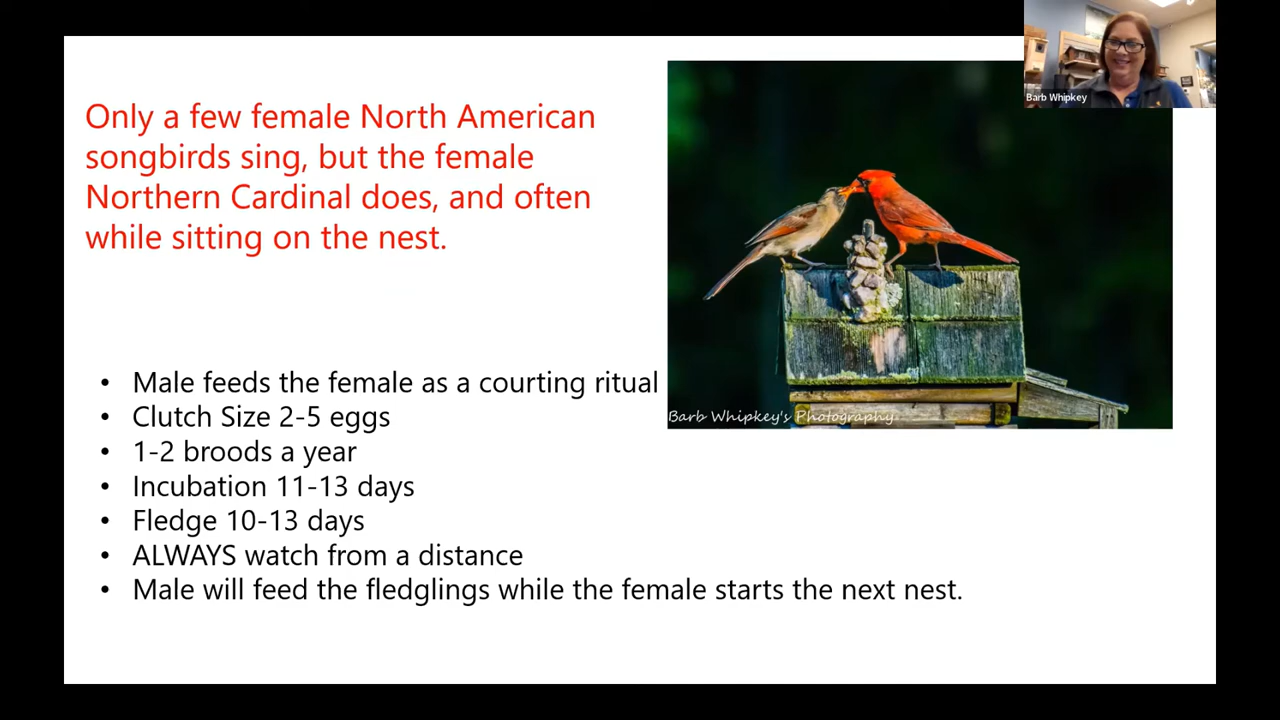 Only a few female North American
songbirds sing, but the female
Northern Cardinal does, and often
while sitting on the nest.
Barb Whipkey
• Male feeds the female as a courting ritual
• Clutch Size 2-5 eggs
• 1-2 broods a year
• Incubation 11-13 days
• Fledge 10-13 days
• ALWAYS watch from a distance
• Male will feed the fledglings while the female starts the next nest.
Barb Whipkey's Photography